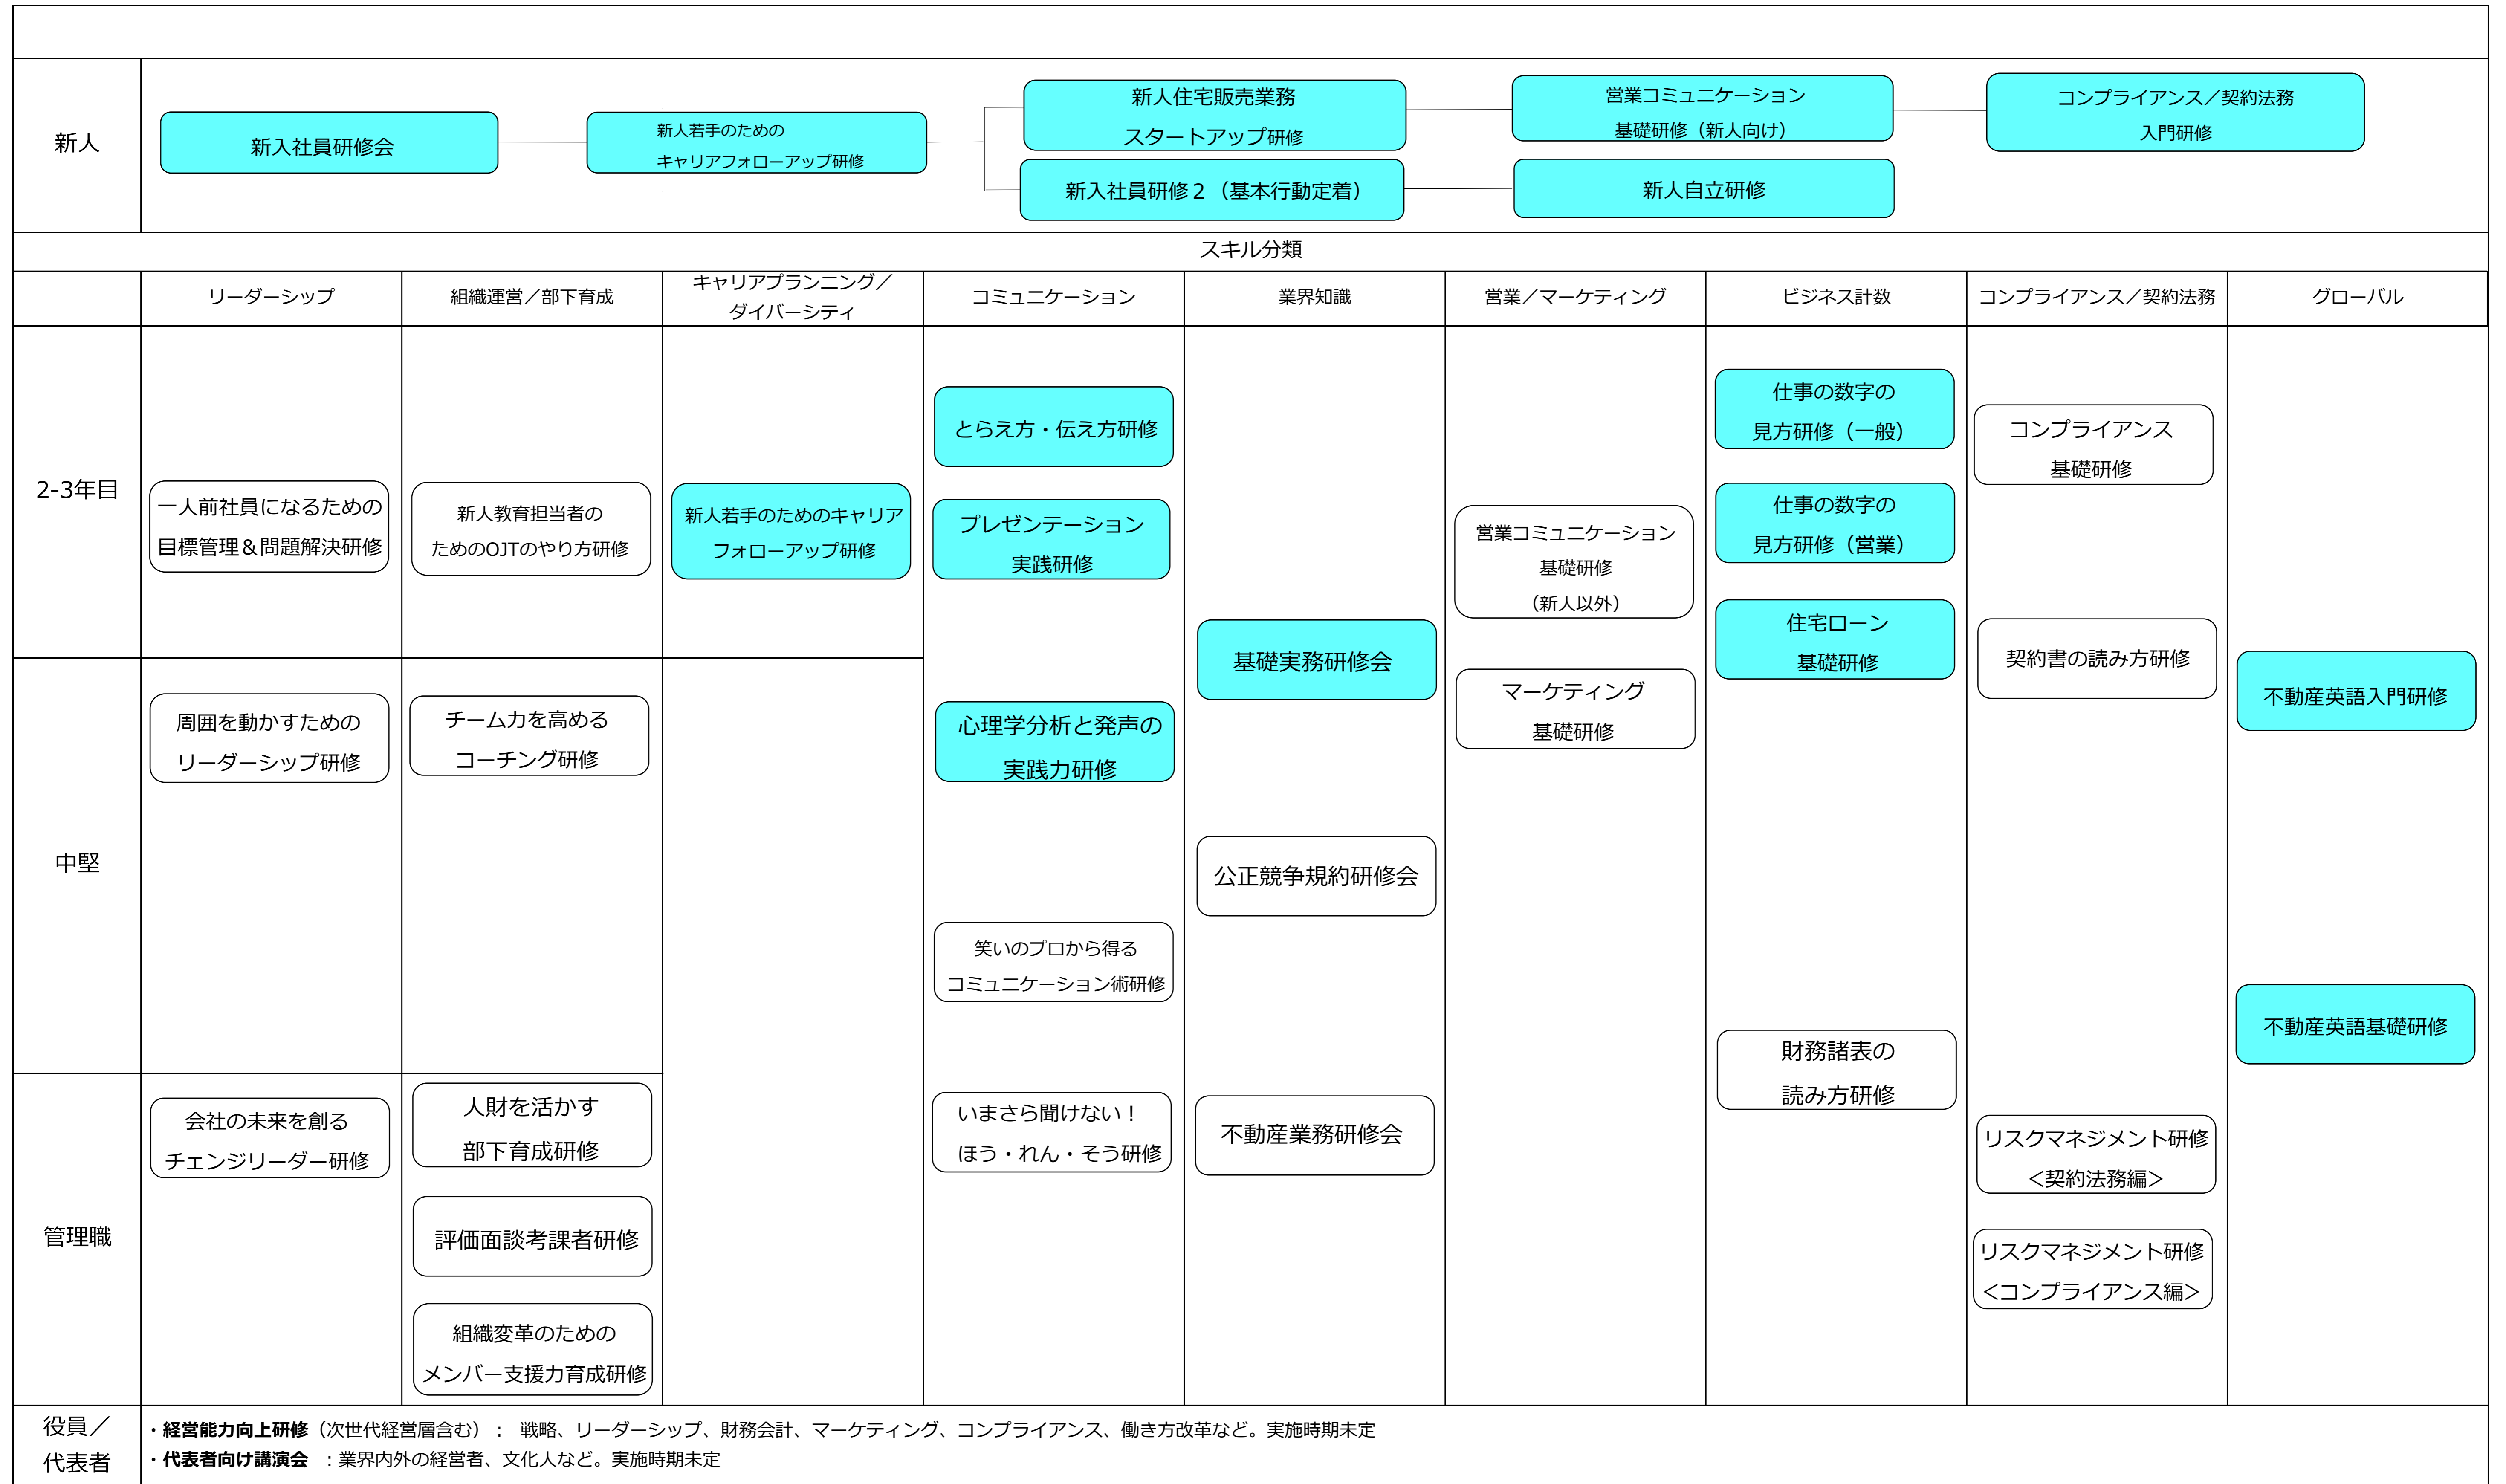 新人
新入社員研修会
新人若手のための
キャリアフォローアップ研修
新人住宅販売業務
スタートアップ研修
営業コミュニケーション
基礎研修（新人向け）
コンプライアンス／契約法務
入門研修
新入社員研修２（基本行動定着）
新人自立研修
スキル分類
リーダーシップ
組織運営／部下育成
キャリアプランニング／
ダイバーシティ
コミュニケーション
業界知識
営業／マーケティング
ビジネス計数
コンプライアンス／契約法務
グローバル
2-3年目
一人前社員になるための
目標管理＆問題解決研修
新人教育担当者の
ためのOJTのやり方研修
新人若手のためのキャリア
フォローアップ研修
とらえ方・伝え方研修
プレゼンテーション
実践研修
基礎実務研修会
営業コミュニケーション
基礎研修
（新人以外）
マーケティング
基礎研修
仕事の数字の
見方研修（一般）
仕事の数字の
見方研修（営業）
住宅ローン
基礎研修
コンプライアンス
基礎研修
契約書の読み方研修
不動産英語入門研修
中堅
周囲を動かすための
リーダーシップ研修
チーム力を高める
コーチング研修
心理学分析と発声の
実践力研修
笑いのプロから得る
コミュニケーション術研修
公正競争規約研修会
財務諸表の
読み方研修
不動産英語基礎研修
管理職
会社の未来を創る
チェンジリーダー研修
人財を活かす
部下育成研修
評価面談考課者研修
組織変革のための
メンバー支援力育成研修
いまさら聞けない！
ほう・れん・そう研修
不動産業務研修会
リスクマネジメント研修
＜契約法務編＞
リスクマネジメント研修
＜コンプライアンス編＞
役員／
代表者
・経営能力向上研修（次世代経営層含む）： 戦略、リーダーシップ、財務会計、マーケティング、コンプライアンス、働き方改革など。実施時期未定
・代表者向け講演会 ：業界内外の経営者、文化人など。実施時期未定